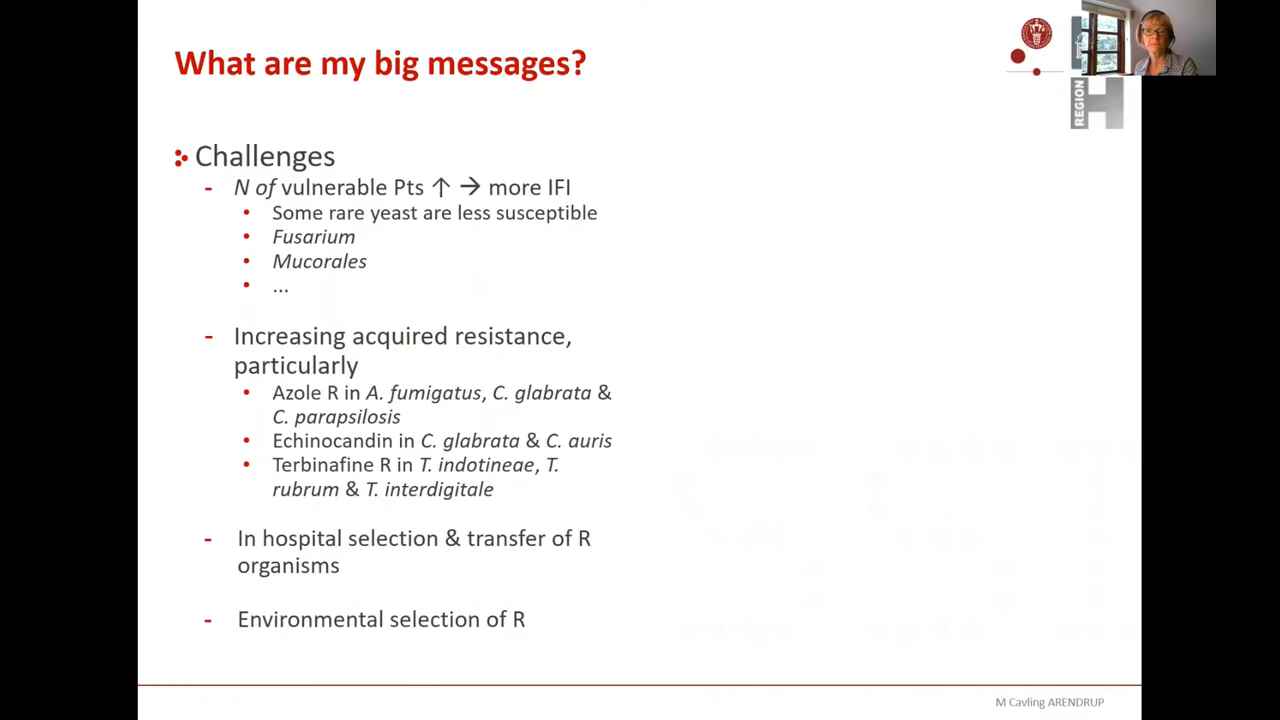 What are my big messages?
REGION H
Challenges
- N of vulnerable Pts ↑ → more IFI
• Some rare yeast are less susceptible
• Fusarium
• Mucorales
• ...
- Increasing acquired resistance,
particularly
• Azole R in A. fumigatus, C. glabrata &
C. parapsilosis
• Echinocandin in C. glabrata & C. auris
• Terbinafine R in T. indotineae, T.
rubrum & T. interdigitale
- In hospital selection & transfer of R
organisms
- Environmental selection of R
M Cavling ARENDRUP